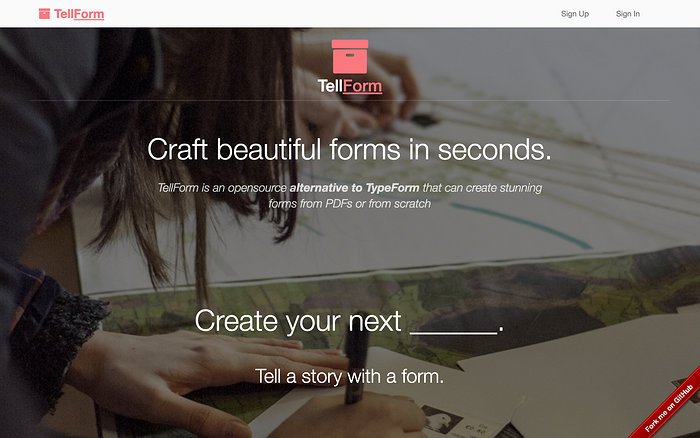 TellForm
Sign Up
Sign In
TellForm
Craft beautiful forms in seconds.
TellForm is an opensource alternative to TypeForm that can create stunning
forms from PDFs or from scratch
Create your next ______.
Tell a story with a form.
Fork me on GitHub